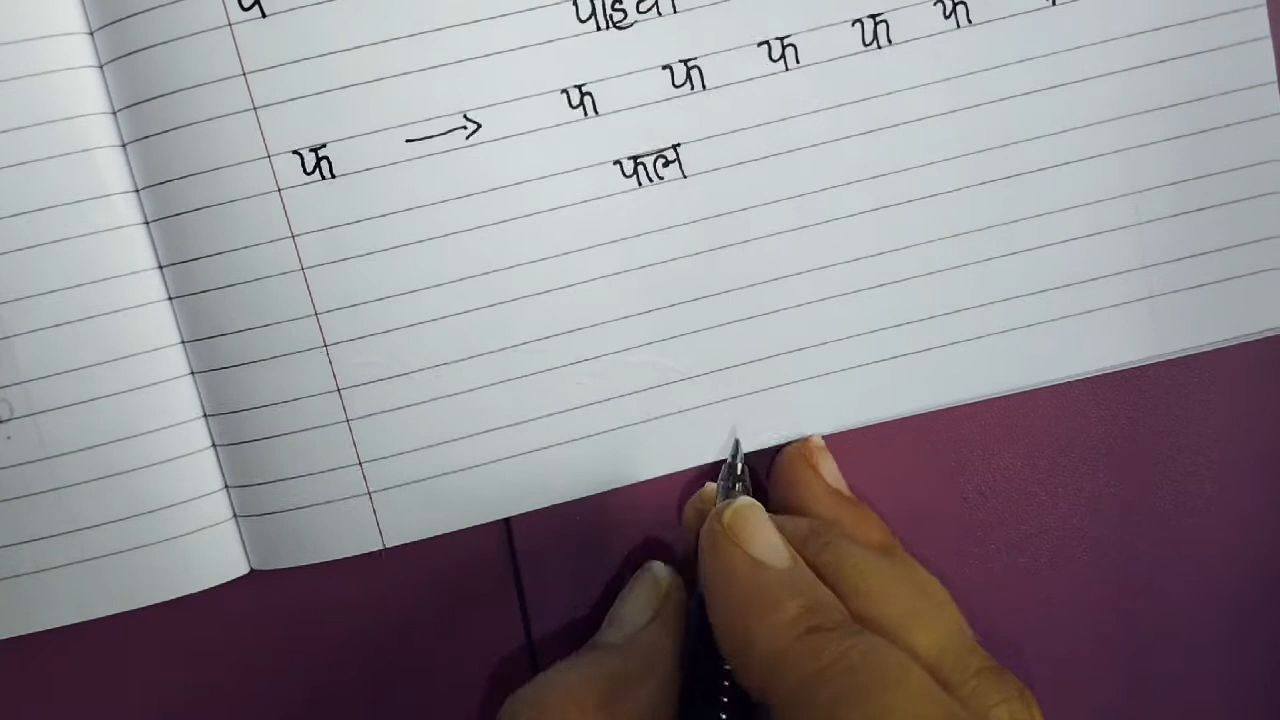 प
फ → फ फ फ फ फ
फल